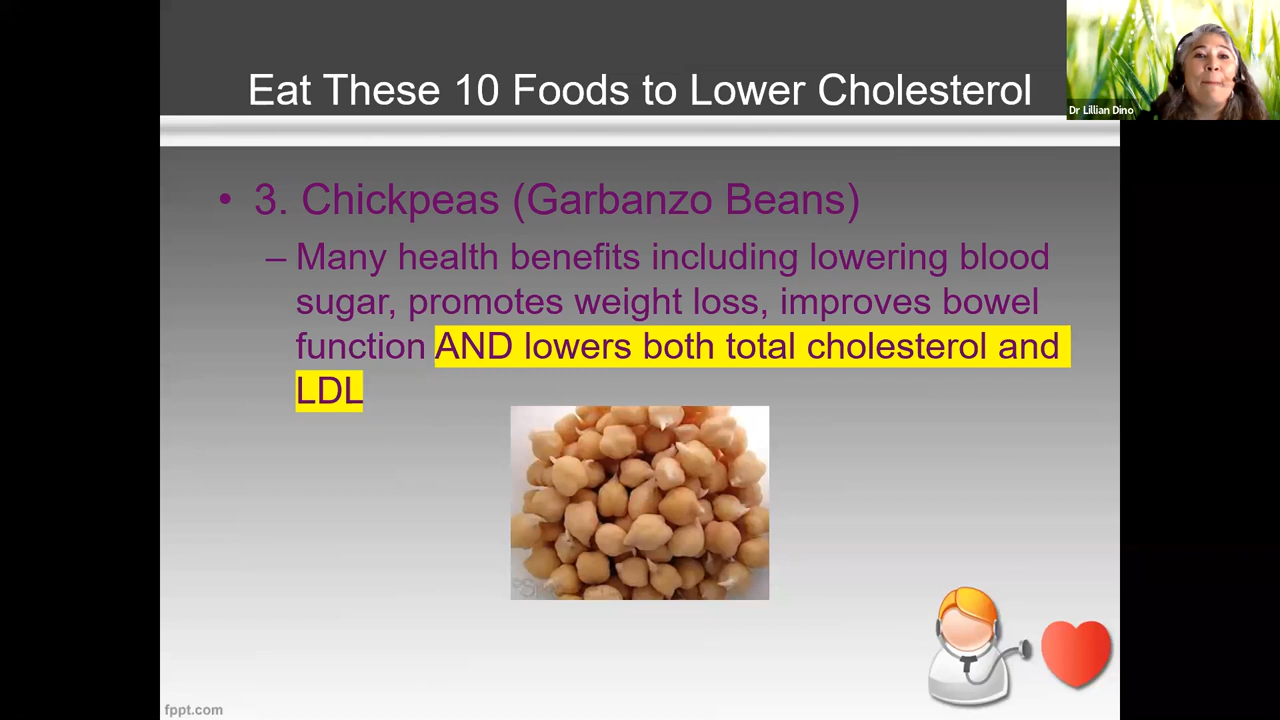 Eat These 10 Foods to Lower Cholesterol
Dr Lillian Dino
• 3. Chickpeas (Garbanzo Beans)
– Many health benefits including lowering blood
sugar, promotes weight loss, improves bowel
function AND lowers both total cholesterol and
LDL
fppt.com